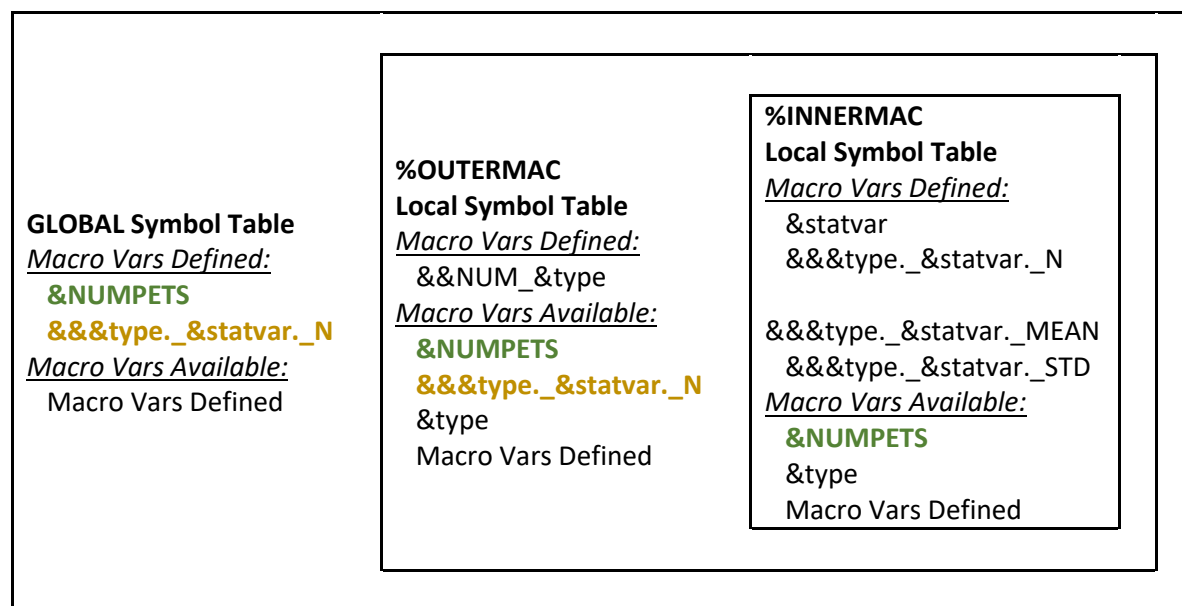 GLOBAL Symbol Table
Macro Vars Defined:
&NUMPETS
&&&type._&statvar._N
Macro Vars Available:
Macro Vars Defined
%OUTERMAC
Local Symbol Table
Macro Vars Defined:
&&NUM_&type
Macro Vars Available:
&NUMPETS
&&&type._&statvar._N
&type
Macro Vars Defined
%INNERMAC
Local Symbol Table
Macro Vars Defined:
&statvar
&&&type._&statvar._N
&&&type._&statvar._MEAN
&&&type._&statvar._STD
Macro Vars Available:
&NUMPETS
&type
Macro Vars Defined